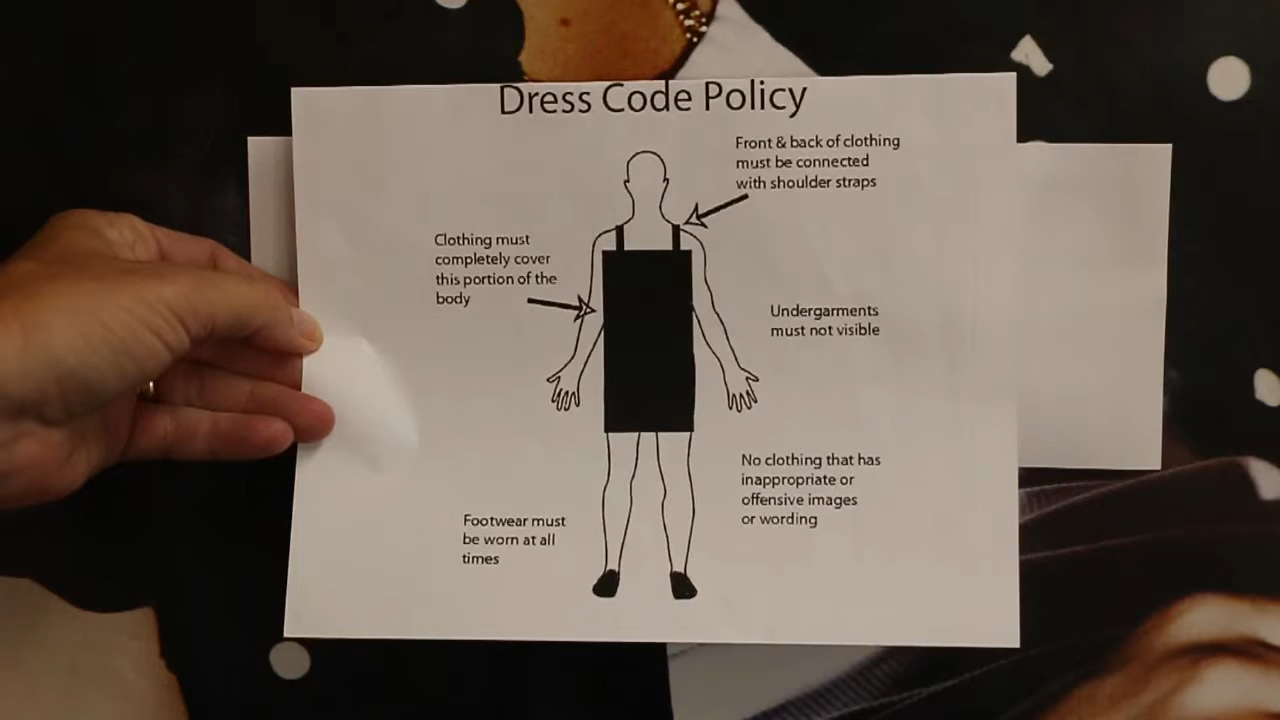 Dress Code Policy
Front & back of clothing
must be connected
with shoulder straps
Clothing must
completely cover
this portion of the
body
Undergarments
must not visible
No clothing that has
inappropriate or
offensive images
or wording
Footwear must
be worn at all
times